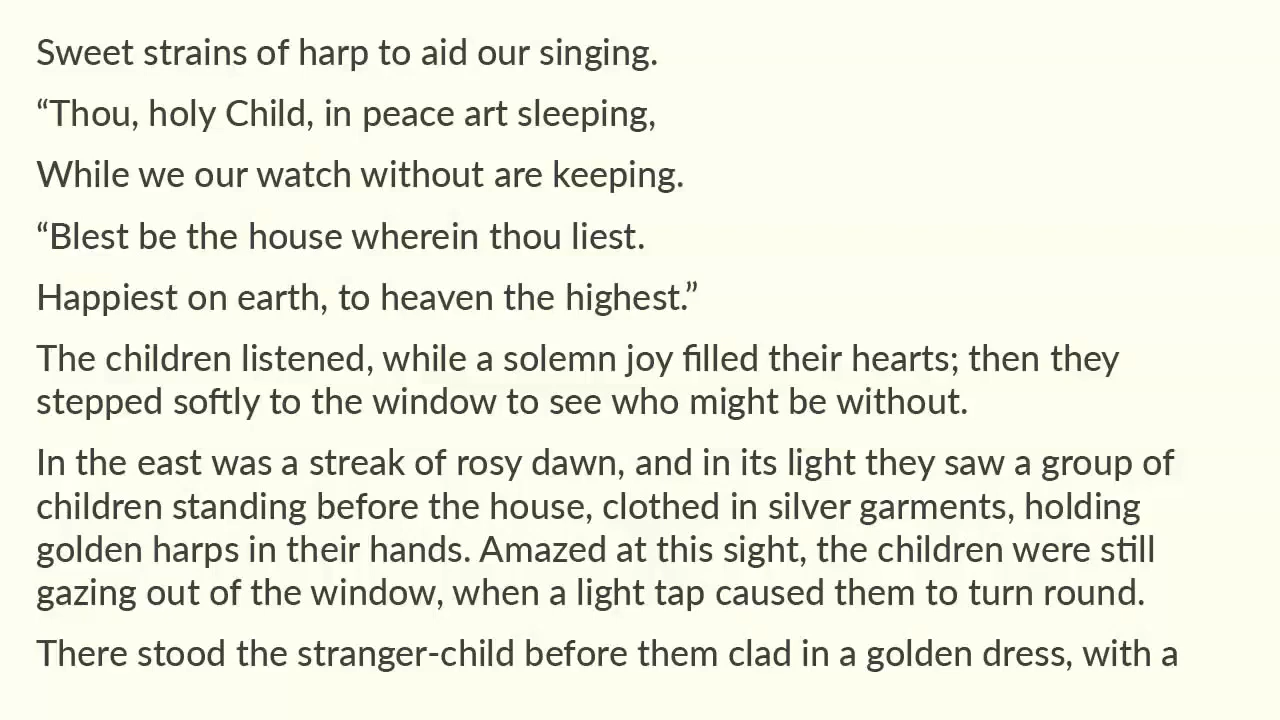 Sweet strains of harp to aid our singing.
“Thou, holy Child, in peace art sleeping,
While we our watch without are keeping.
“Blest be the house wherein thou liest.
Happiest on earth, to heaven the highest.”
The children listened, while a solemn joy filled their hearts; then they
stepped softly to the window to see who might be without.
In the east was a streak of rosy dawn, and in its light they saw a group of
children standing before the house, clothed in silver garments, holding
golden harps in their hands. Amazed at this sight, the children were still
gazing out of the window, when a light tap caused them to turn round.
There stood the stranger-child before them clad in a golden dress, with a